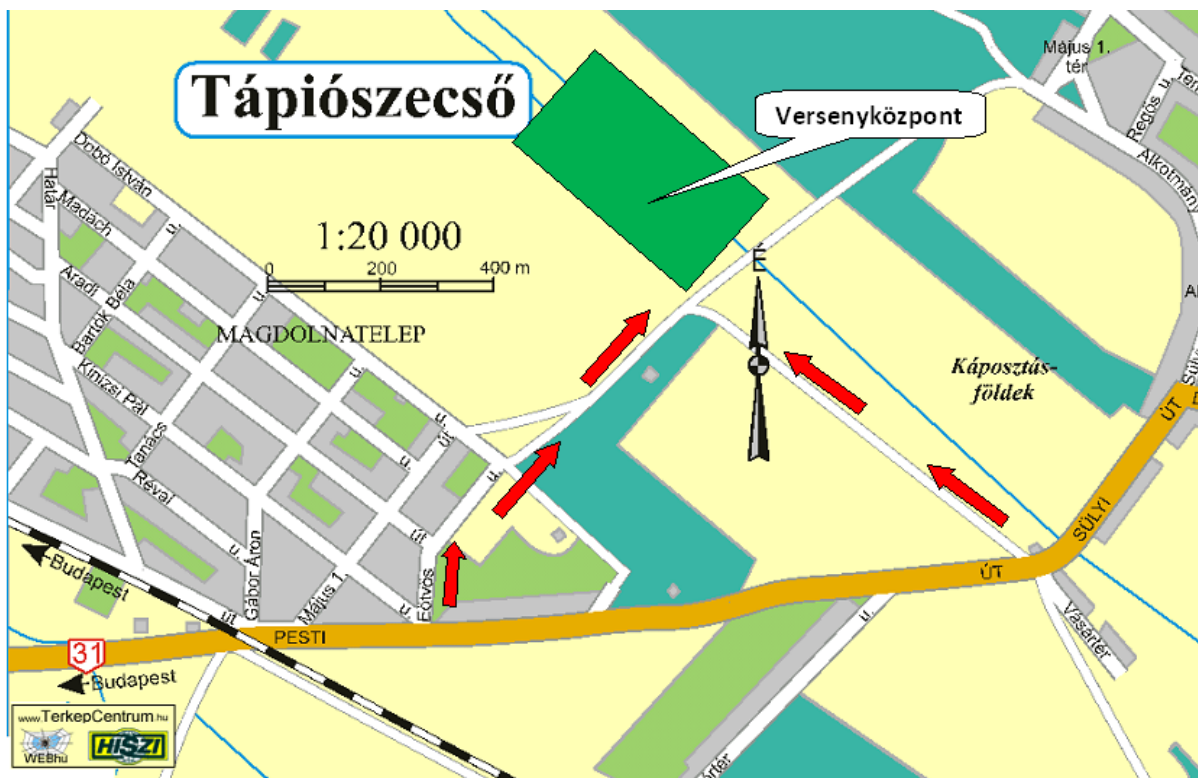 Tápiószecső
Versenyközpont
Május 1.
tér
Regős u.
Alkotmány
Dobó István
u.
Határ
Madách
u.
Aradi
u.
Bartók Béla
Kinizsi Pál
u.
Tanács
Révai
u.
1:20 000
0 200 400 m
MAGDOLNATELEP
É
Káposztás-
földek
u.
út
u.
út
Gábor Áron
Május 1.
u.
Eötvös
út
PESTI
ÚT
SÜLYI
ÚT
Vásártér
u.
Budapest
31
Budapest
www.TerkepCentrum.hu
WEBhu
HISZI